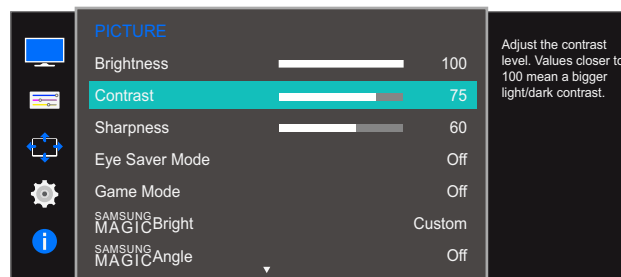 PICTURE
Brightness 100
Contrast 75
Sharpness 60
Eye Saver Mode Off
Game Mode Off
SAMSUNG MAGIC Bright Custom
SAMSUNG MAGIC Angle Off
Adjust the contrast
level. Values closer to
100 mean a bigger
light/dark contrast.